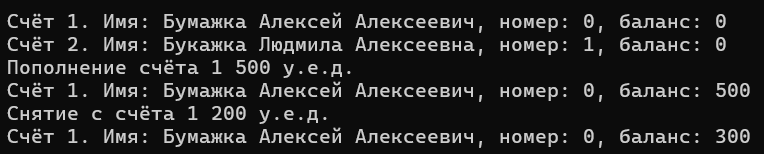 Счёт 1. Имя: Бумажка Алексей Алексеевич, номер: 0, баланс: 0
Счёт 2. Имя: Букажка Людмила Алексеевна, номер: 1, баланс: 0
Пополнение счёта 1 500 у.е.д.
Счёт 1. Имя: Бумажка Алексей Алексеевич, номер: 0, баланс: 500
Снятие с счёта 1 200 у.е.д.
Счёт 1. Имя: Бумажка Алексей Алексеевич, номер: 0, баланс: 300